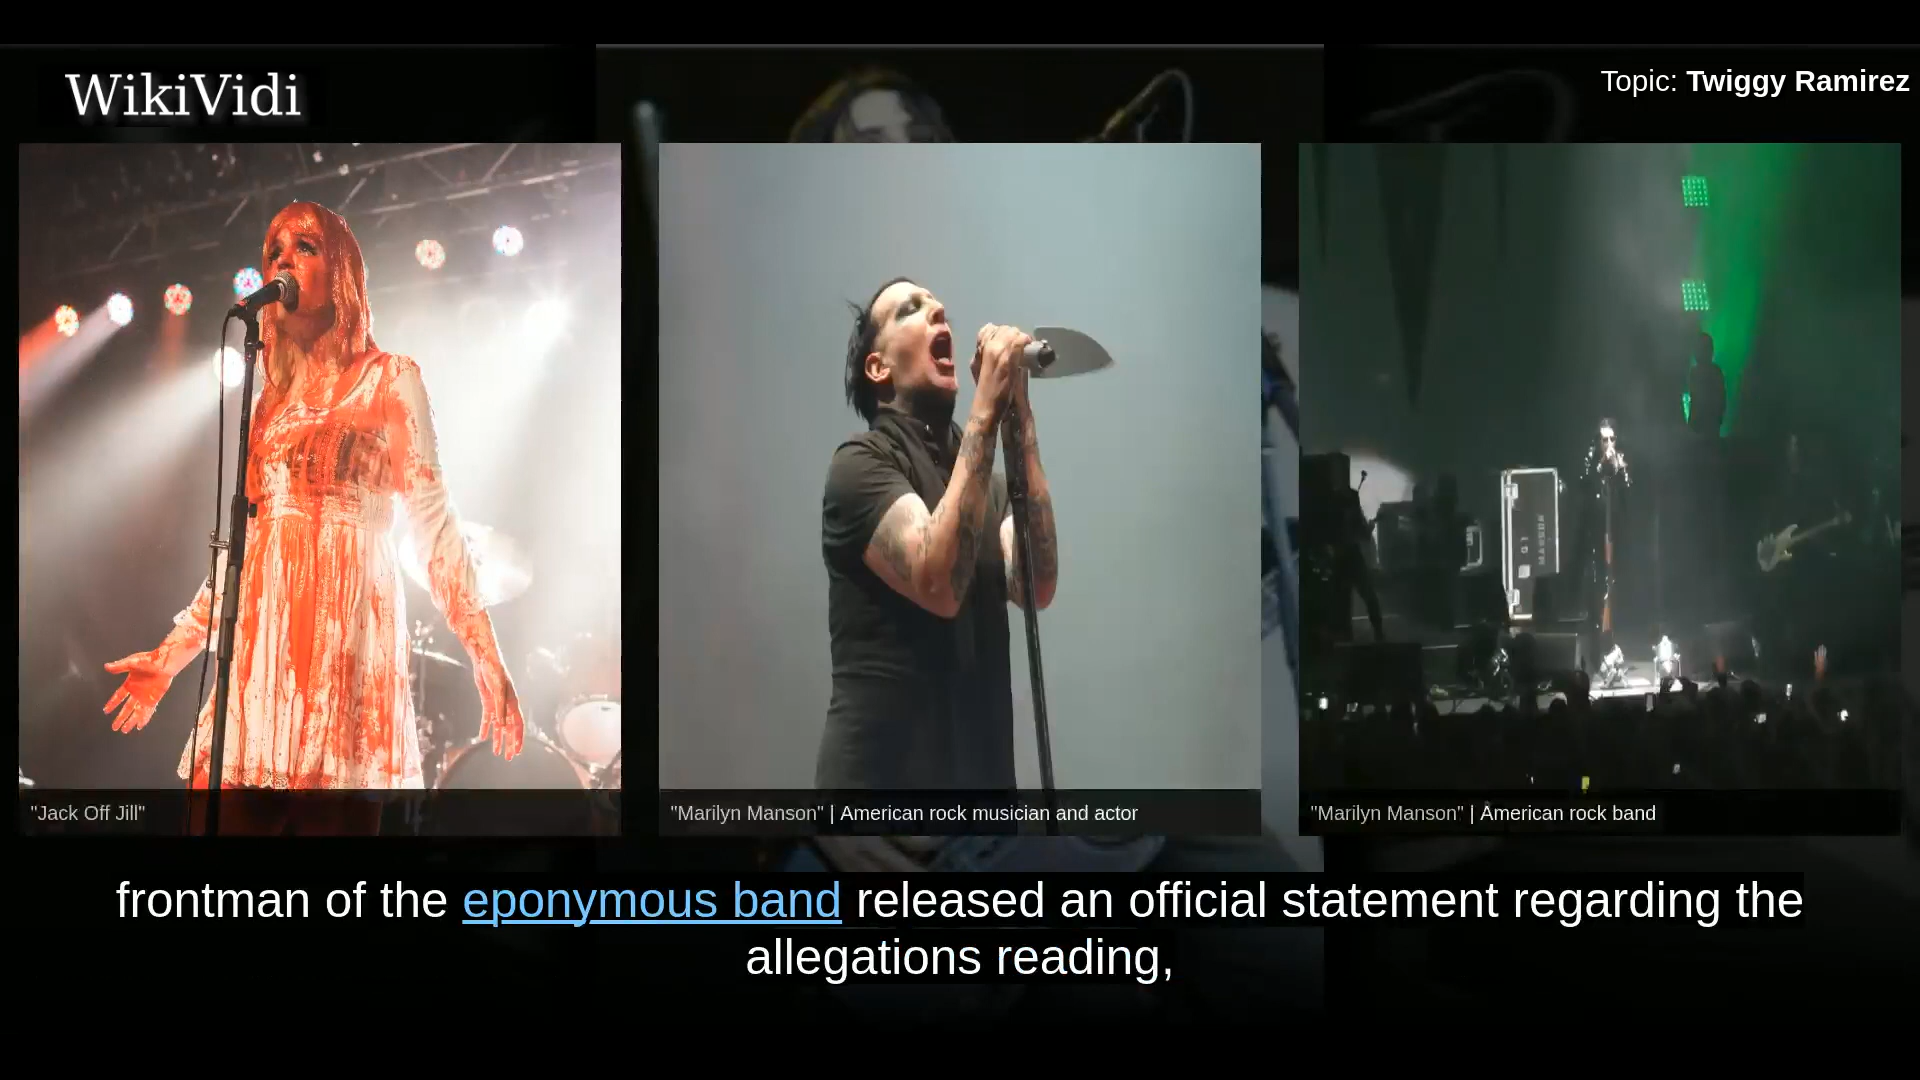 WikiVidi
Topic: Twiggy Ramirez
"Jack Off Jill"
"Marilyn Manson" | American rock musician and actor
"Marilyn Manson" | American rock band
frontman of the eponymous band released an official statement regarding the
allegations reading,